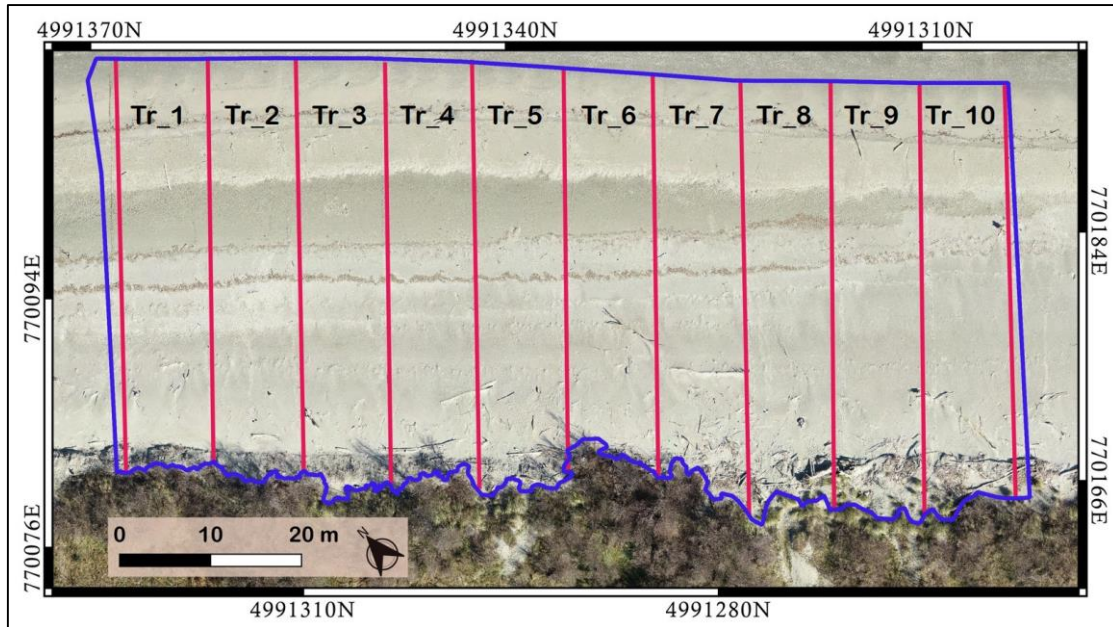 4991370N 4991340N 4991310N
Tr_1 Tr_2 Tr_3 Tr_4 Tr_5 Tr_6 Tr_7 Tr_8 Tr_9 Tr_10
770094E
770184E
770076E
770166E
0 10 20 m
N
4991310N 4991280N